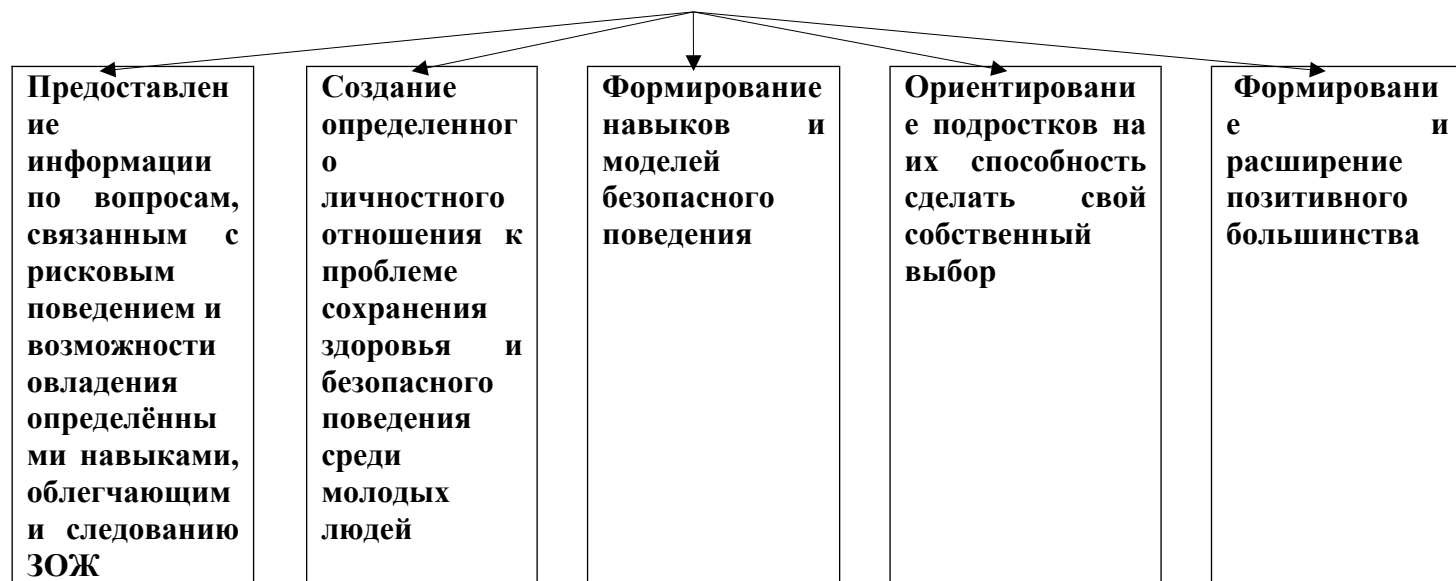 Предоставлен
ие
информации
по вопросам,
связанным с
рисковым
поведением и
возможности
овладения
определённы
ми навыками,
облегчающим
и следованию
ЗОЖ
Создание
определенног
о
личностного
отношения к
проблеме
сохранения
здоровья и
безопасного
поведения
среди
молодых
людей
Формирование
навыков и
моделей
безопасного
поведения
Ориентировани
е подростков на
их способность
сделать свой
собственный
выбор
Формировани
е и
расширение
позитивного
большинства